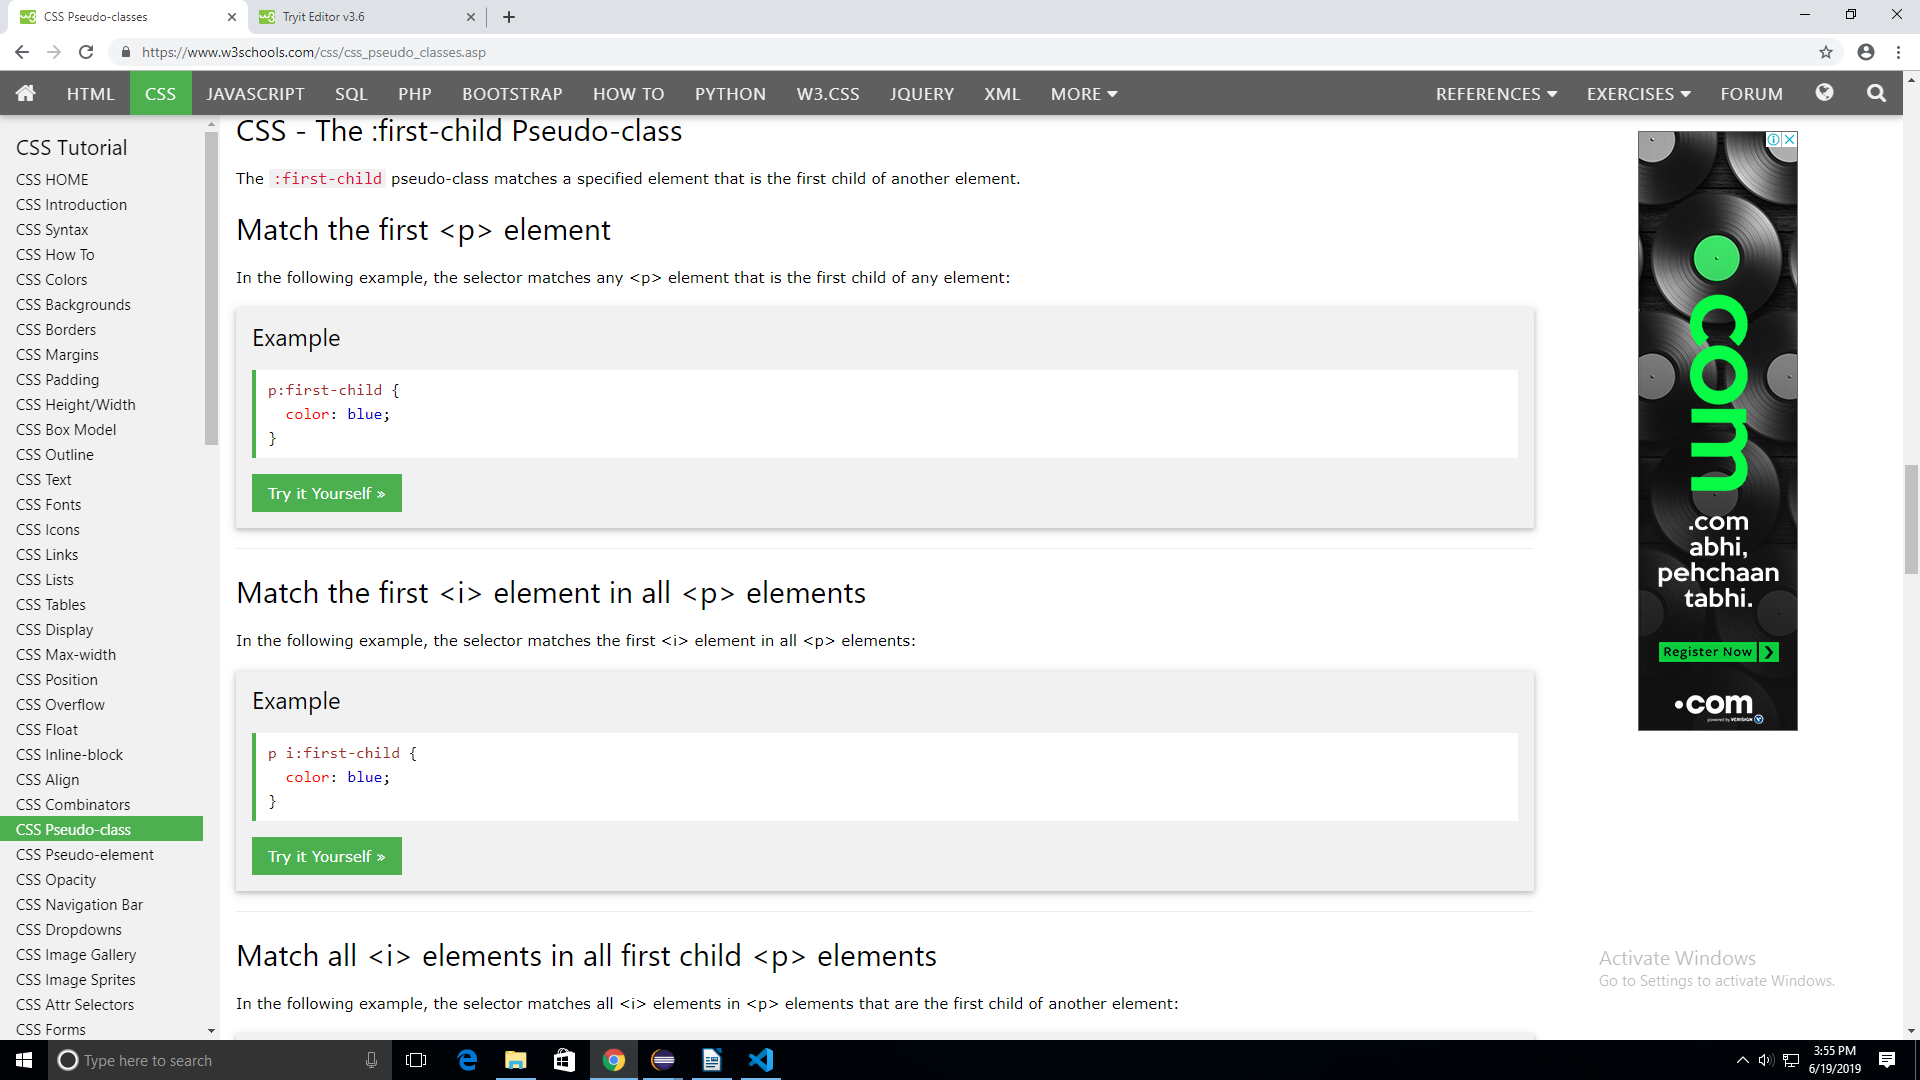 CSS Pseudo-classes
Tryit Editor v3.6
https://www.w3schools.com/css/css_pseudo_classes.asp
HTML CSS JAVASCRIPT SQL PHP BOOTSTRAP HOW TO PYTHON W3.CSS JQUERY XML MORE REFERENCES EXERCISES FORUM
CSS Tutorial
CSS HOME
CSS Introduction
CSS Syntax
CSS How To
CSS Colors
CSS Backgrounds
CSS Borders
CSS Margins
CSS Padding
CSS Height/Width
CSS Box Model
CSS Outline
CSS Text
CSS Fonts
CSS Icons
CSS Links
CSS Lists
CSS Tables
CSS Display
CSS Max-width
CSS Position
CSS Overflow
CSS Float
CSS Inline-block
CSS Align
CSS Combinators
CSS Pseudo-class
CSS Pseudo-element
CSS Opacity
CSS Navigation Bar
CSS Dropdowns
CSS Image Gallery
CSS Image Sprites
CSS Attr Selectors
CSS Forms
CSS - The :first-child Pseudo-class
The :first-child pseudo-class matches a specified element that is the first child of another element.
Match the first <p> element
In the following example, the selector matches any <p> element that is the first child of any element:
Example
p:first-child {
  color: blue;
}
Try it Yourself »
Match the first <i> element in all <p> elements
In the following example, the selector matches the first <i> element in all <p> elements:
Example
p i:first-child {
  color: blue;
}
Try it Yourself »
Match all <i> elements in all first child <p> elements
In the following example, the selector matches all <i> elements in <p> elements that are the first child of another element:
.com
.com
abhi,
pehchaan
tabhi.
Register Now
.com
powered by VERISIGN
Activate Windows
Go to Settings to activate Windows.
Type here to search
3:55 PM
6/19/2019